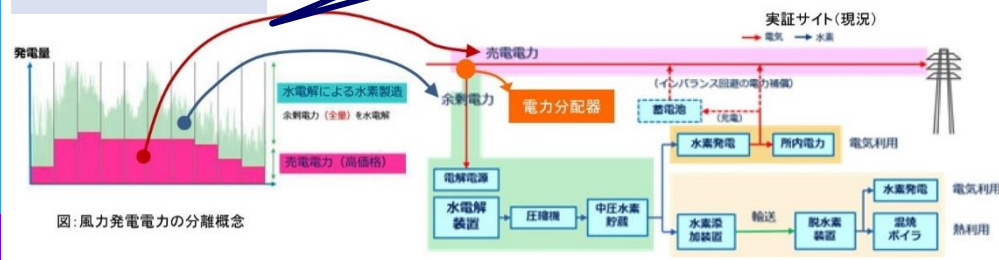 発電量
水電解による水素製造
余剰電力（全量）を水電解
売電電力（高価格）
図：風力発電電力の分離概念
実証サイト（現況）
電気
水素
売電電力
余剰電力
電力分配器
（インバランス回避の電力補償）
蓄電池
（充電）
水素発電
所内電力
電気利用
電解電源
水電解
装置
圧縮機
中圧水素
貯蔵
水素添
加装置
輸送
脱水素
装置
水素発電
電気利用
混焼
ボイラ
熱利用